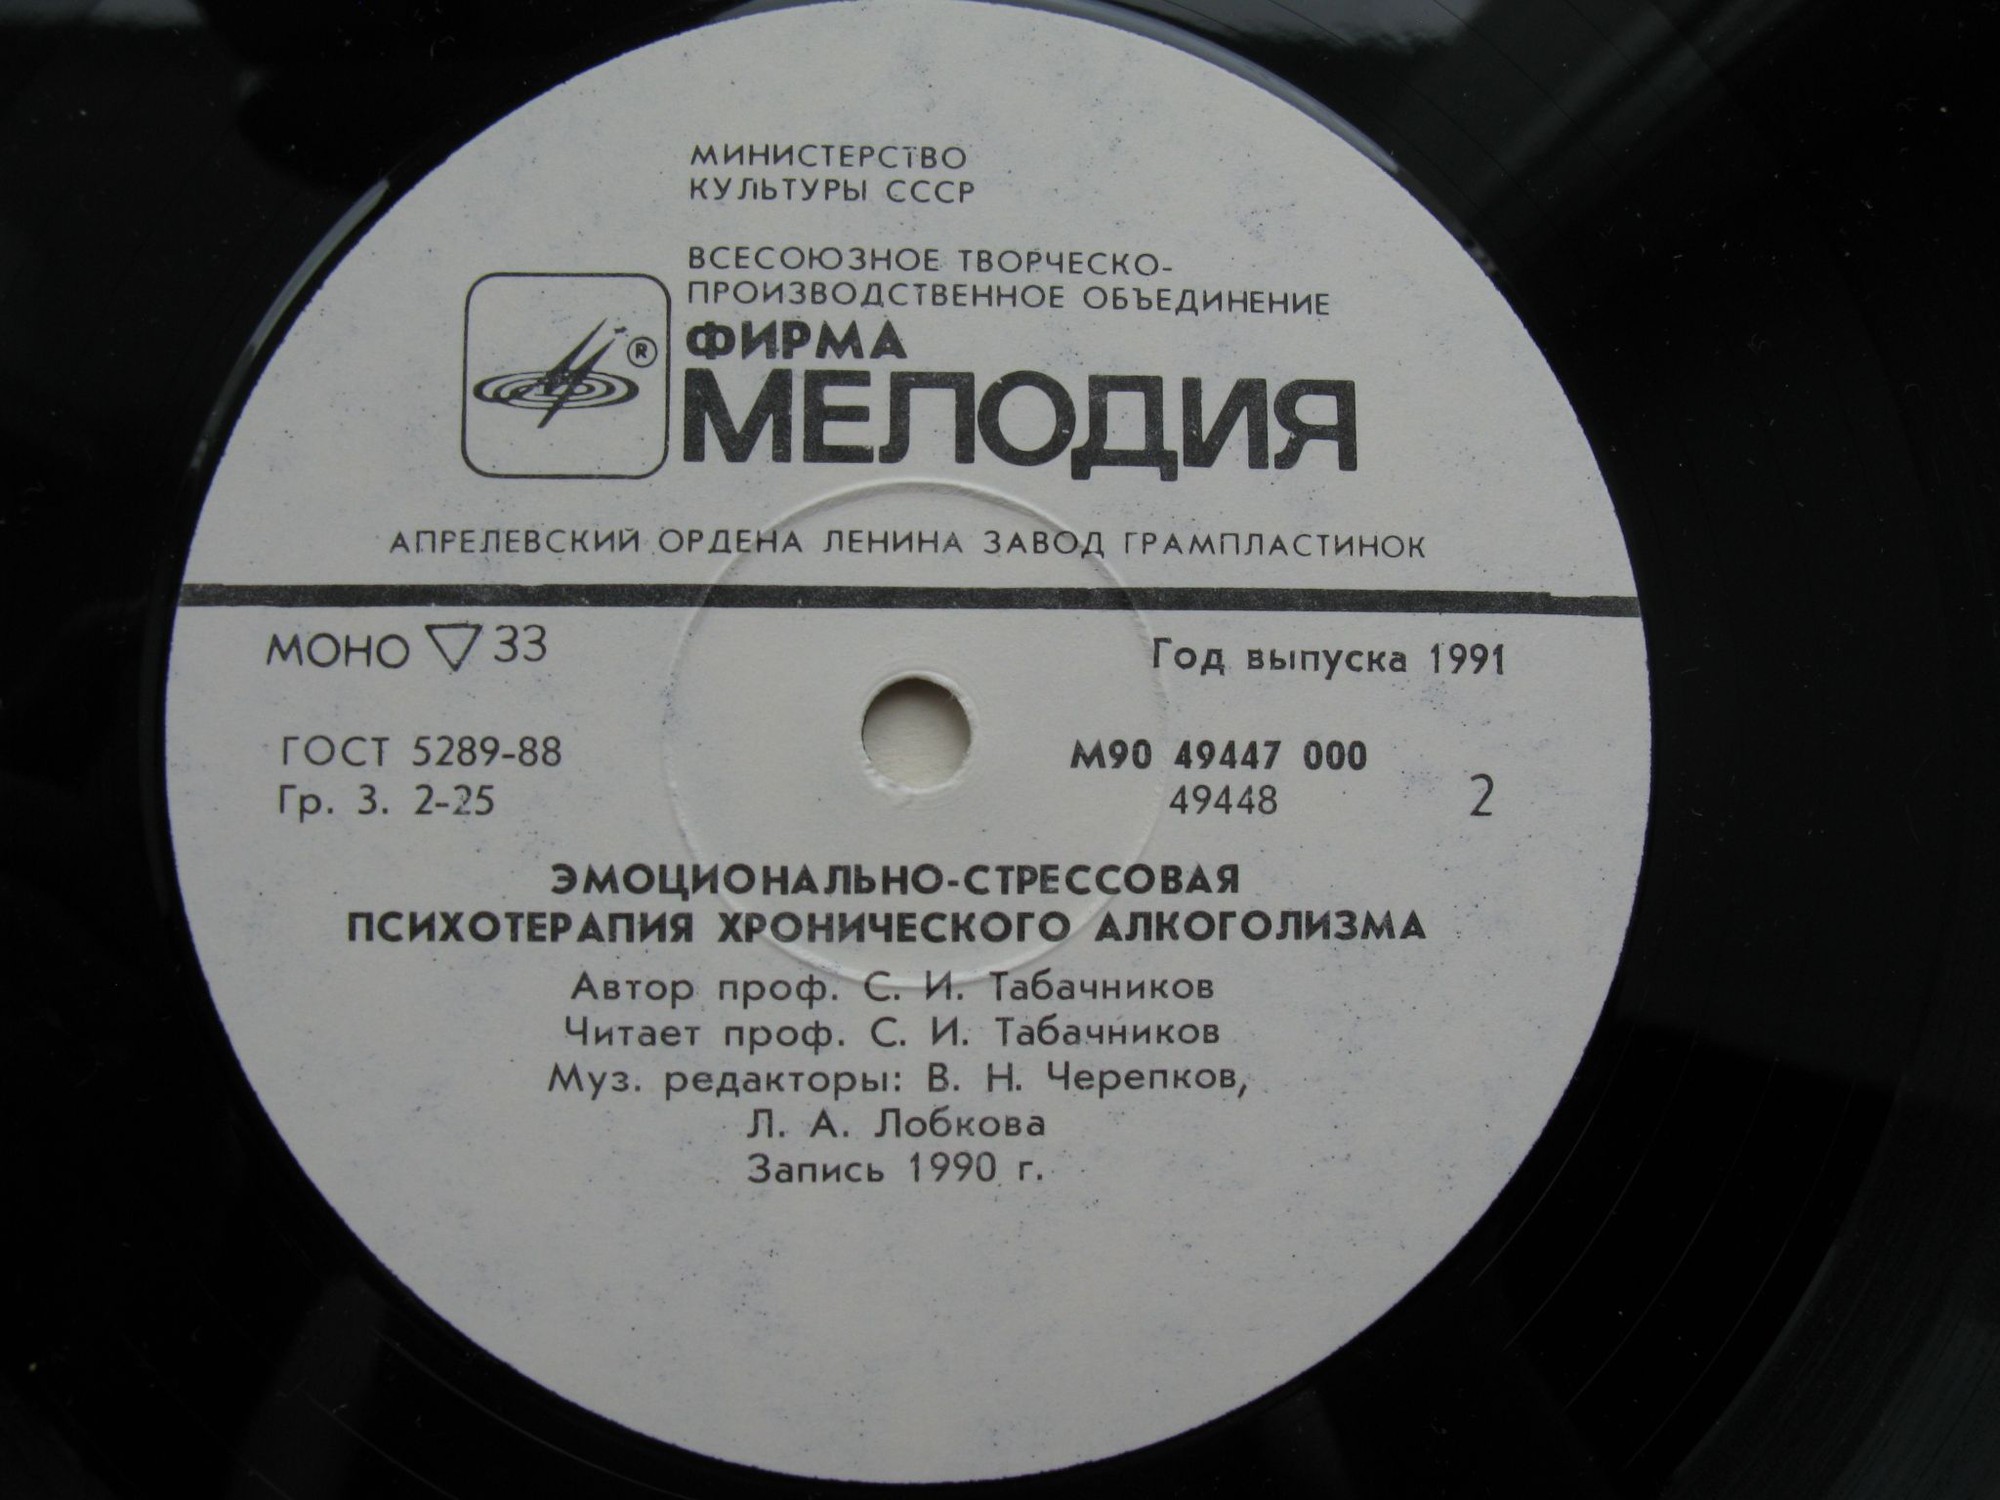 МИНИСТЕРСТВО
КУЛЬТУРЫ СССР
ВСЕСОЮЗНОЕ ТВОРЧЕСКО-
ПРОИЗВОДСТВЕННОЕ ОБЪЕДИНЕНИЕ
ФИРМА
®
МЕЛОДИЯ
АПРЕЛЕВСКИЙ ОРДЕНА ЛЕНИНА ЗАВОД ГРАМПЛАСТИНОК
МОНО ▽ 33
Год выпуска 1991
ГОСТ 5289-88
М90 49447 000
Гр. 3. 2-25
49448
2
ЭМОЦИОНАЛЬНО-СТРЕССОВАЯ
ПСИХОТЕРАПИЯ ХРОНИЧЕСКОГО АЛКОГОЛИЗМА
Автор проф. С. И. Табачников
Читает проф. С. И. Табачников
Муз. редакторы: В. Н. Черепков,
Л. А. Лобкова
Запись 1990 г.